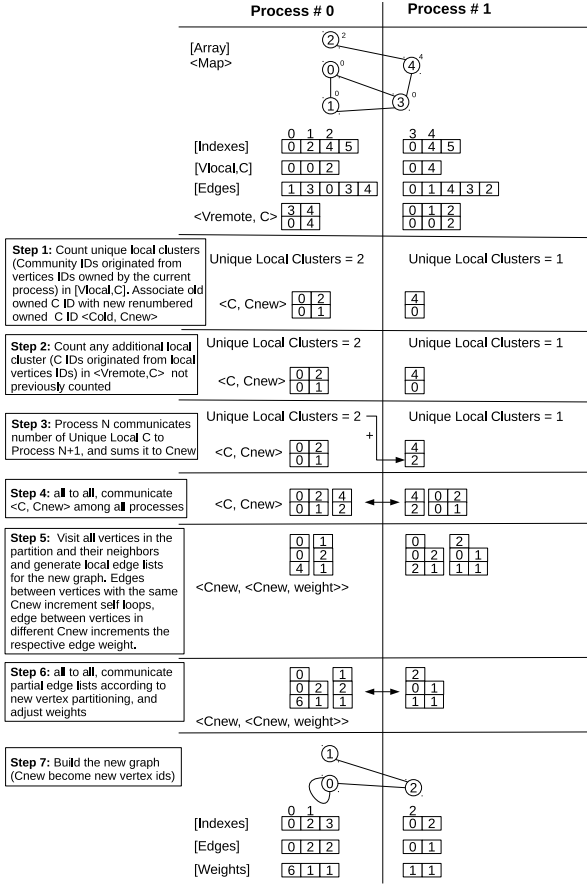 Process # 0 Process # 1
[Array]
<Map>
2 2
4 4
0 0
1 0
3 0
0 1 2 3 4
[Indexes] 0 2 4 5 0 4 5
[Vlocal,C] 0 0 2 0 4
[Edges] 1 3 0 3 4 0 1 4 3 2
<Vremote, C> 3 4 0 1 2
0 4 0 0 2
Step 1: Count unique local clusters
(Community IDs originated from
vertices IDs owned by the current
process) in [Vlocal,C]. Associate old
owned C ID with new renumbered
owned C ID <Cold, Cnew>
Unique Local Clusters = 2 Unique Local Clusters = 1
<C, Cnew> 0 2 4
0 1 0
Step 2: Count any additional local
cluster (C IDs originated from local
vertices IDs) in <Vremote,C> not
previously counted
Unique Local Clusters = 2 Unique Local Clusters = 1
<C, Cnew> 0 2 4
0 1 0
Step 3: Process N communicates
number of Unique Local C to
Process N+1, and sums it to Cnew
Unique Local Clusters = 2 Unique Local Clusters = 1
+
<C, Cnew> 0 2 4
0 1 2
Step 4: all to all, communicate
<C, Cnew> among all processes
<C, Cnew> 0 2 4 4 0 2
0 1 2 2 0 1
Step 5: Visit all vertices in the
partition and their neighbors
and generate local edge lists
for the new graph. Edges
between vertices with the same
Cnew increment self loops,
edge between vertices in
different Cnew increments the
respective edge weight.
0 1 0 2
0 2 0 2 0 1
4 1 2 1 1 1
<Cnew, <Cnew, weight>>
Step 6: all to all, communicate
partial edge lists according to
new vertex partitioning, and
adjust weights
0 1 2
0 2 2 0 1
6 1 1 1 1
<Cnew, <Cnew, weight>>
Step 7: Build the new graph
(Cnew become new vertex ids)
1
0 2
0 1 2
[Indexes] 0 2 3 0 2
[Edges] 0 2 2 0 1
[Weights] 6 1 1 1 1